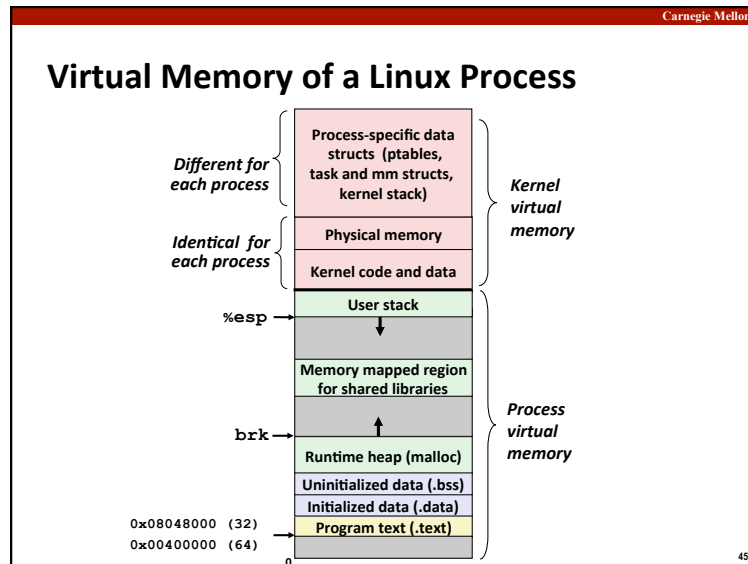 Carnegie Mellon
Virtual Memory of a Linux Process
Different for
each process
Process-specific data
structs (ptables,
task and mm structs,
kernel stack)
Kernel
virtual
memory
Identical for
each process
Physical memory
Kernel code and data
User stack
%esp
Memory mapped region
for shared libraries
Process
virtual
memory
brk
Runtime heap (malloc)
Uninitialized data (.bss)
Initialized data (.data)
Program text (.text)
0x08048000 (32)
0x00400000 (64)
0
45